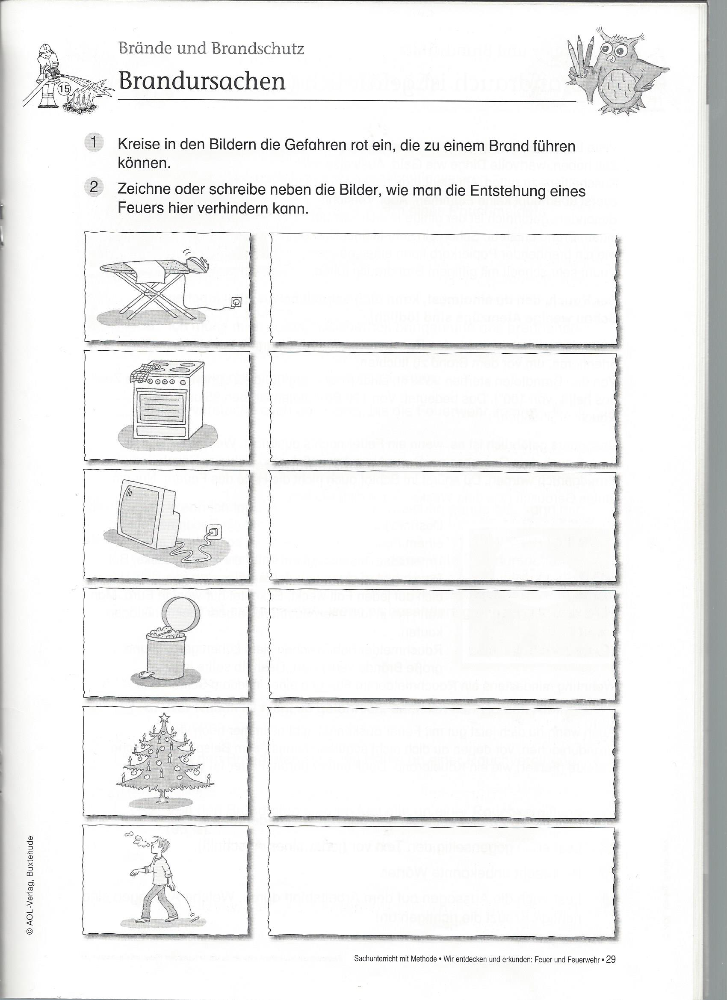 Brände und Brandschutz
15
Brandursachen
1 Kreise in den Bildern die Gefahren rot ein, die zu einem Brand führen
können.
2 Zeichne oder schreibe neben die Bilder, wie man die Entstehung eines
Feuers hier verhindern kann.
© AOL-Verlag, Buxtehude
Sachunterricht mit Methode • Wir entdecken und erkunden: Feuer und Feuerwehr • 29